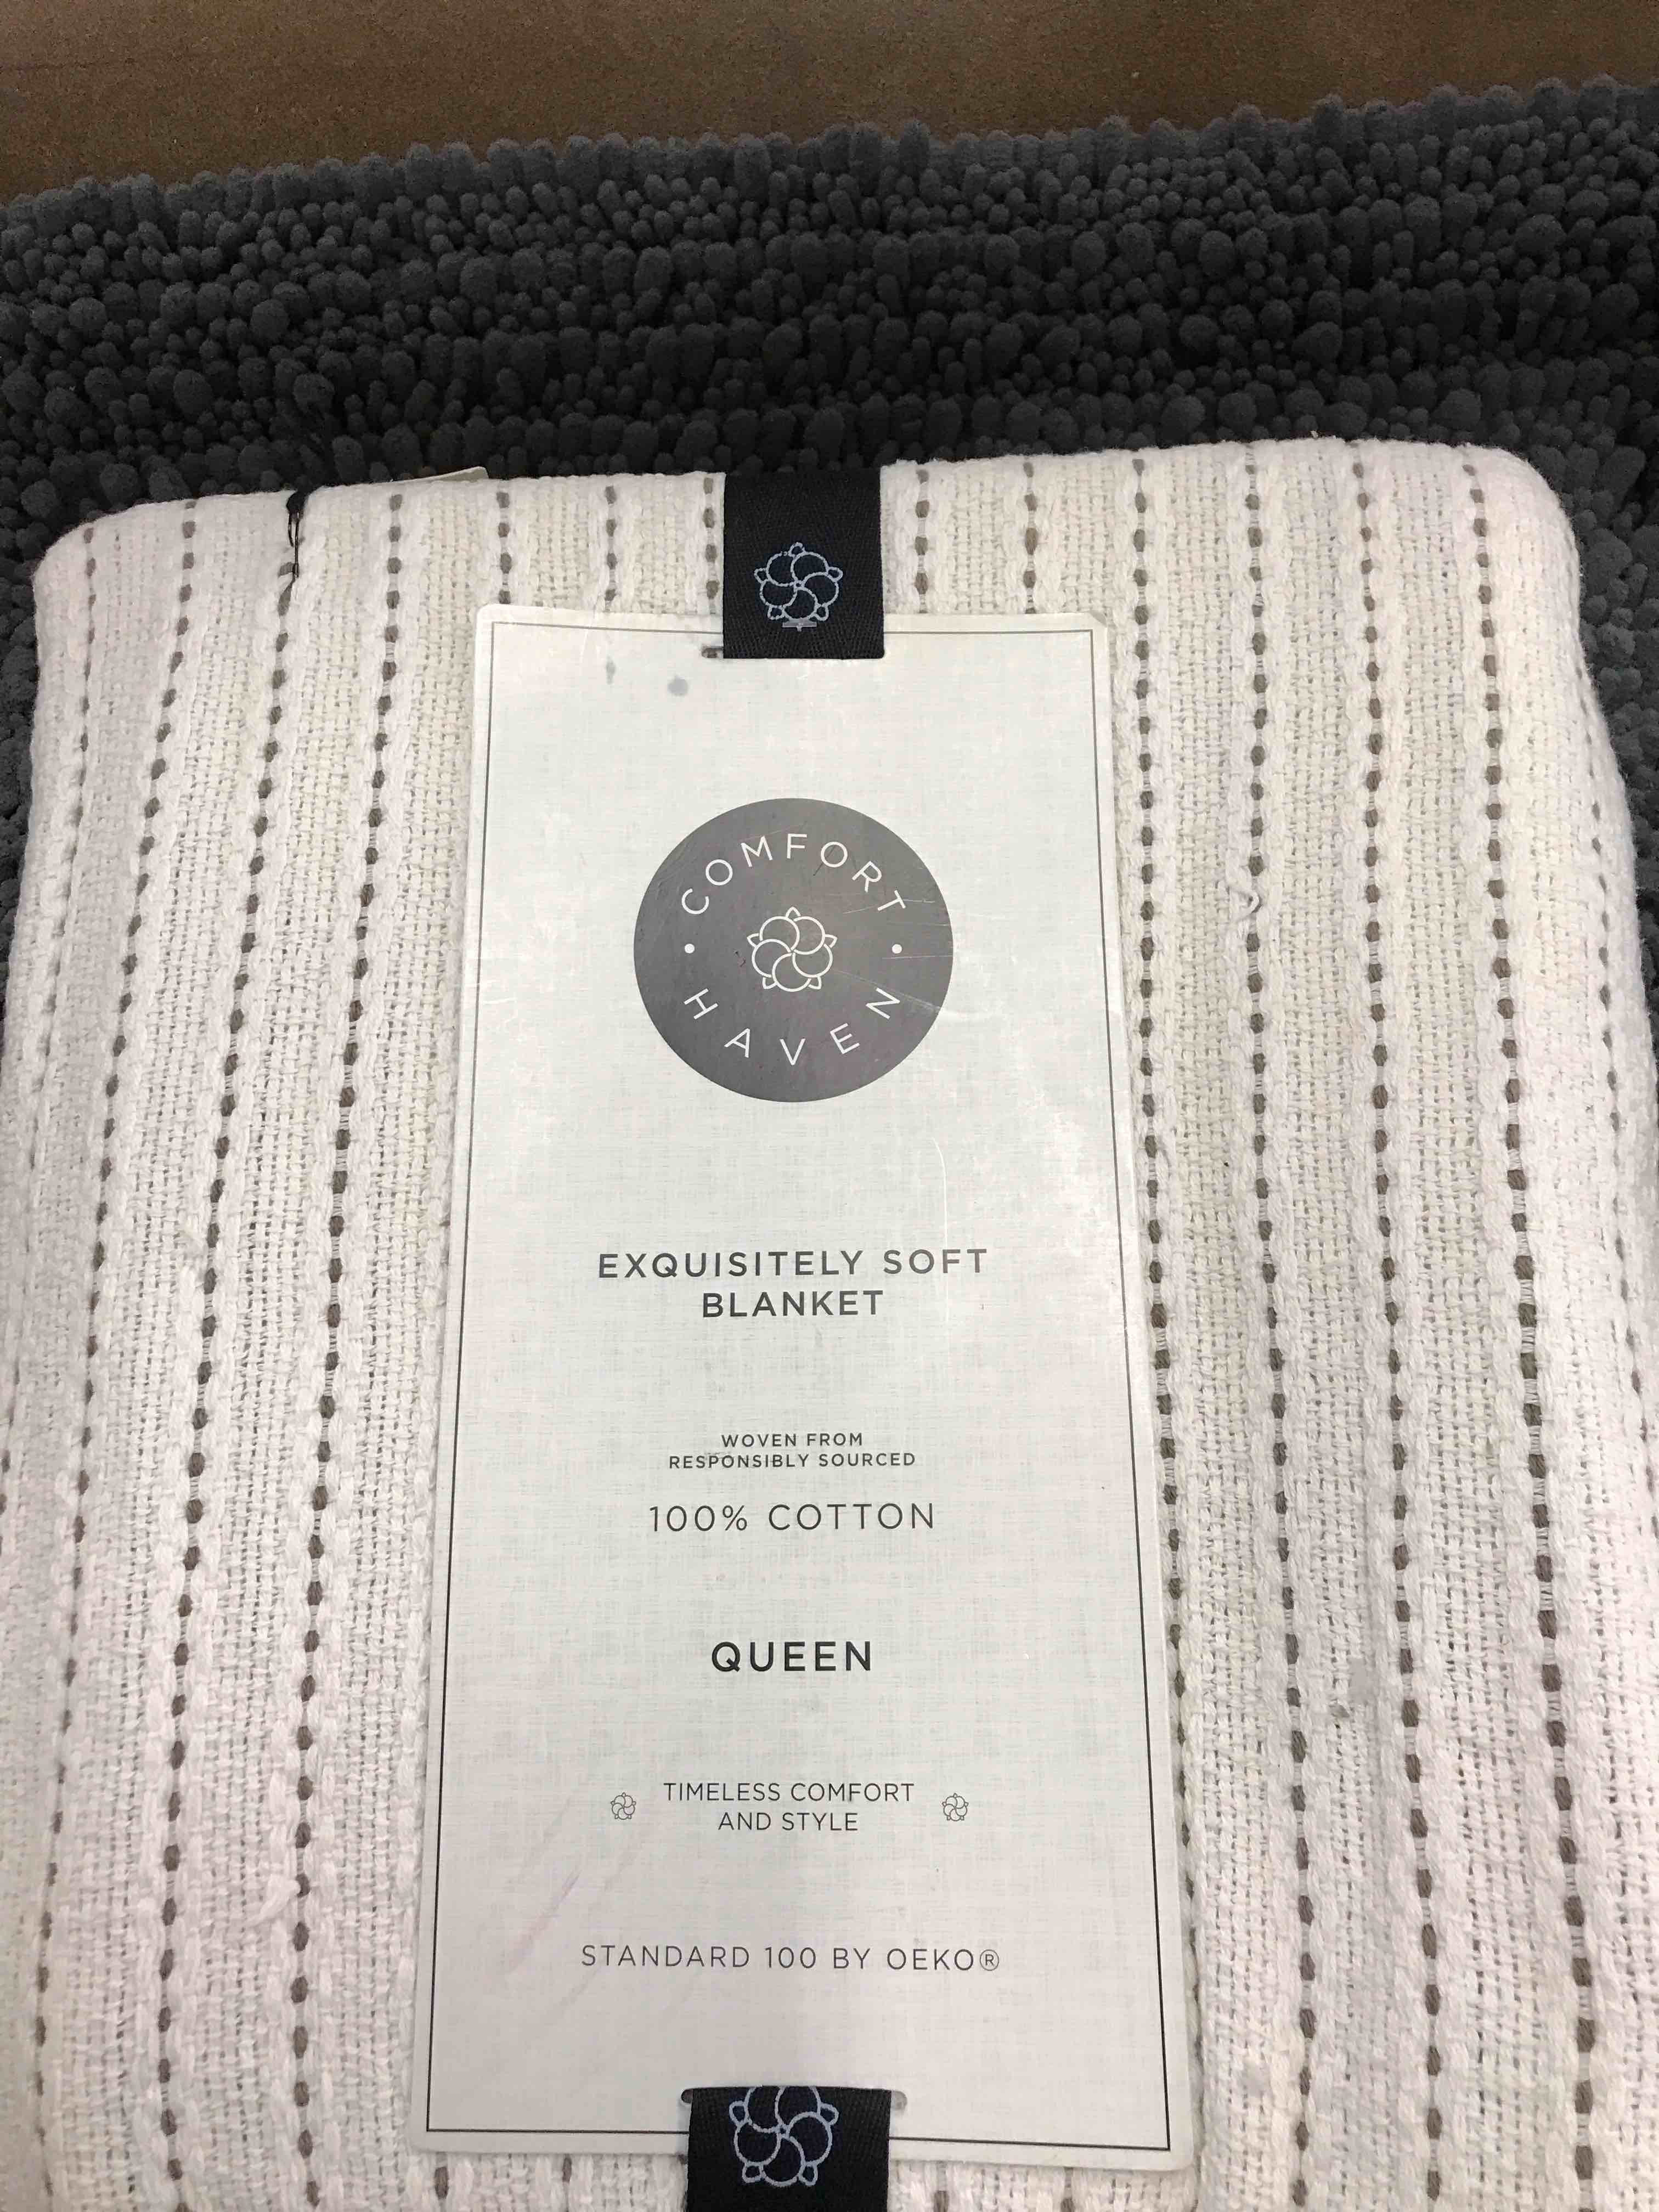 COMFORT
HAVEN
EXQUISITELY SOFT
BLANKET
WOVEN FROM
RESPONSIBLY SOURCED
100% COTTON
QUEEN
TIMELESS COMFORT
AND STYLE
STANDARD 100 BY OEKO®